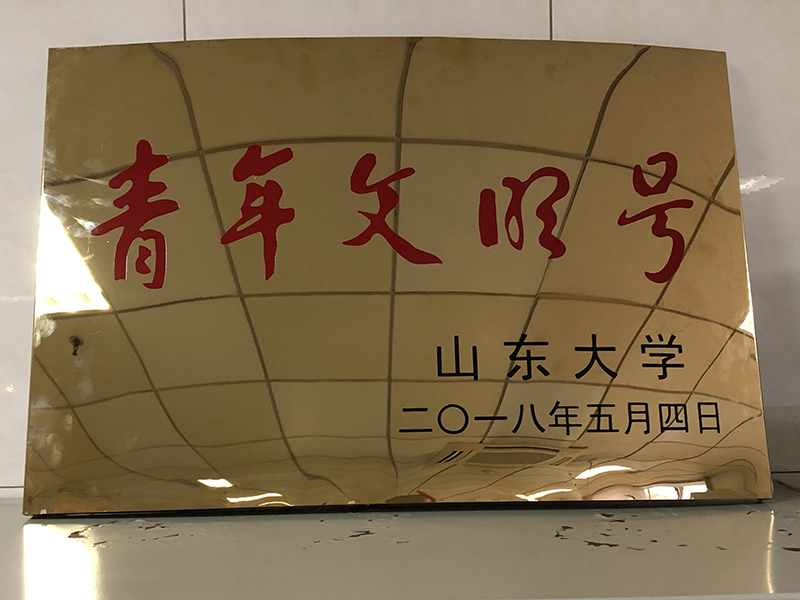 青年文明号
山东大学
二〇一八年五月四日